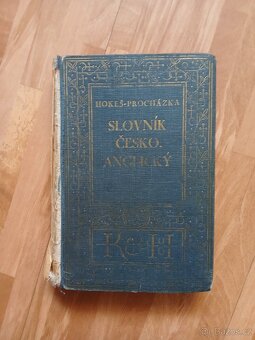 HOKEŠ-PROCHÁZKA
SLOVNÍK
ČESKO-
ANGLICKÝ
K&H